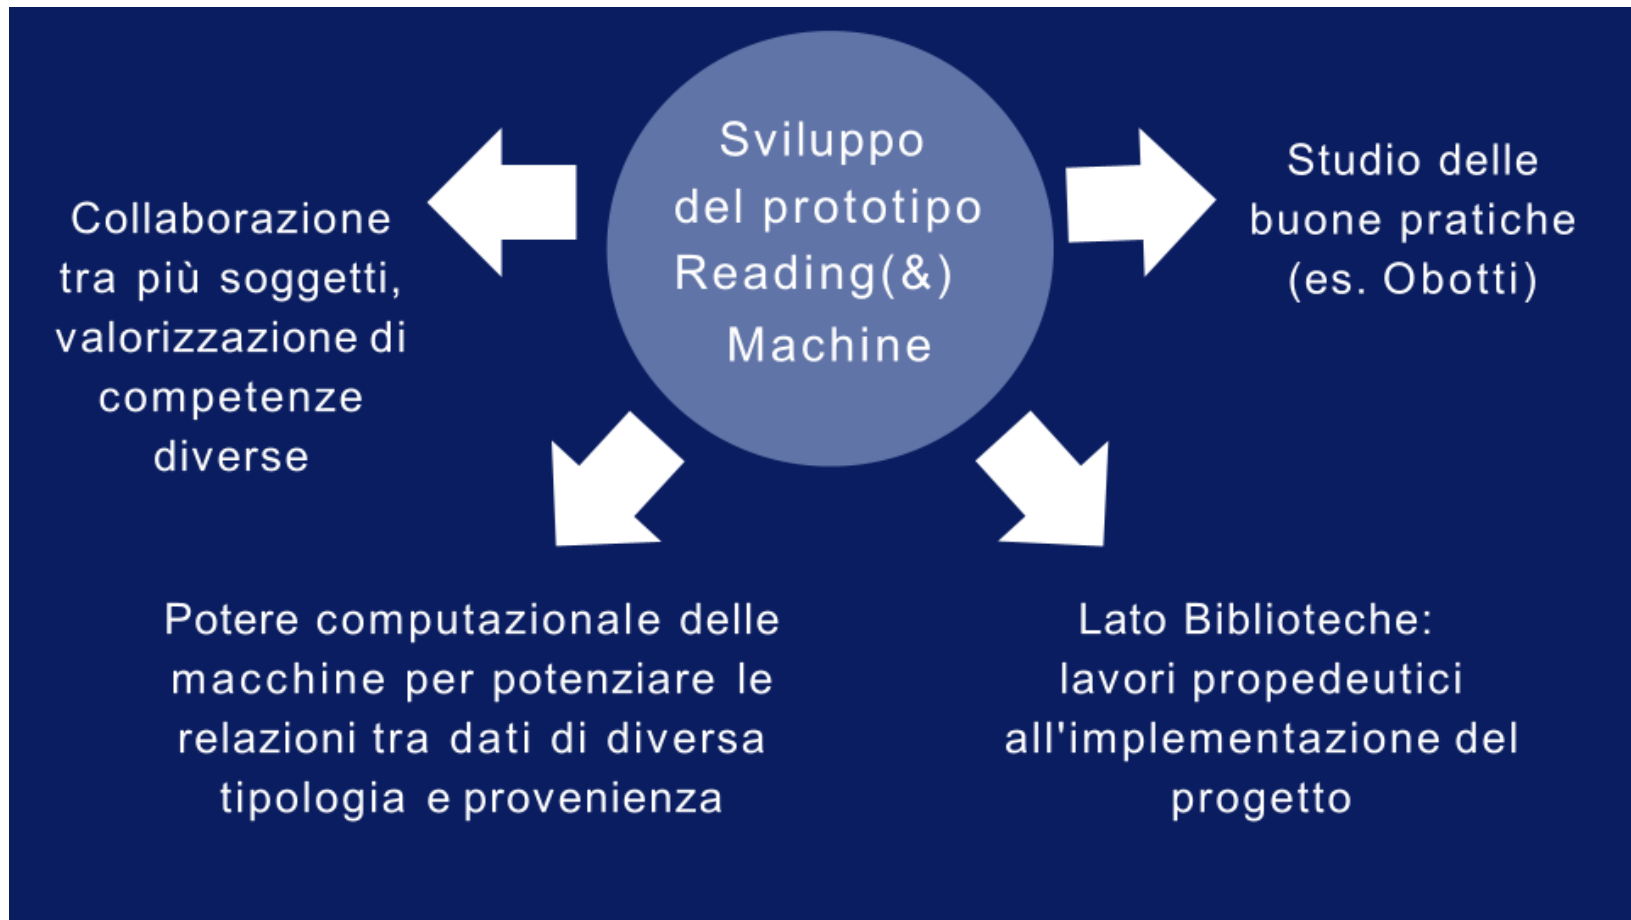 Sviluppo
del prototipo
Reading(&)
Machine
Collaborazione
tra più soggetti,
valorizzazione di
competenze
diverse
Studio delle
buone pratiche
(es. Obotti)
Potere computazionale delle
macchine per potenziare le
relazioni tra dati di diversa
tipologia e provenienza
Lato Biblioteche:
lavori propedeutici
all'implementazione del
progetto